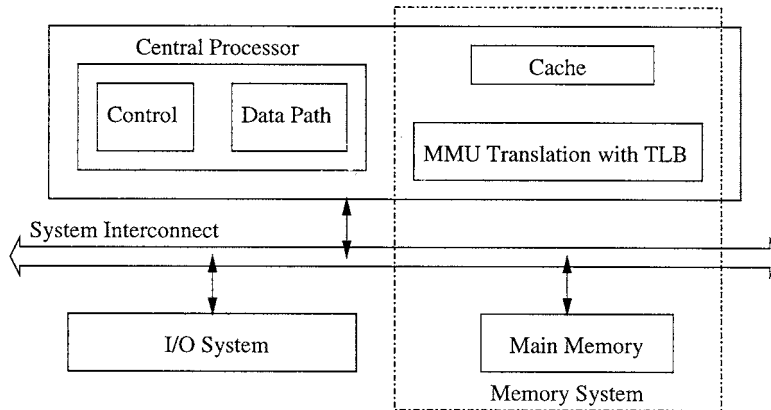 Central Processor
Cache
Control
Data Path
MMU Translation with TLB
System Interconnect
I/O System
Main Memory
Memory System